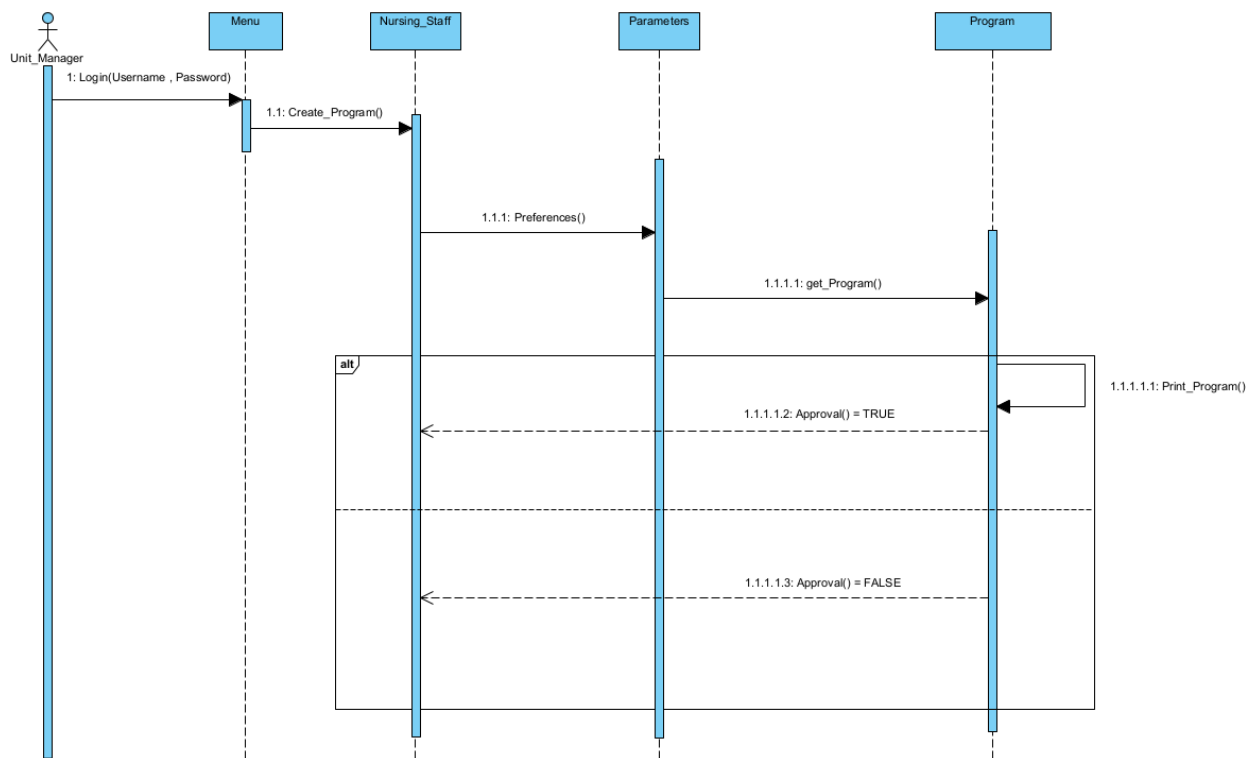 Menu
Nursing_Staff
Parameters
Program
Unit_Manager
1: Login(Username , Password)
1.1: Create_Program()
1.1.1: Preferences()
1.1.1.1: get_Program()
alt
1.1.1.1.1: Print_Program()
1.1.1.1.2: Approval() = TRUE
1.1.1.1.3: Approval() = FALSE